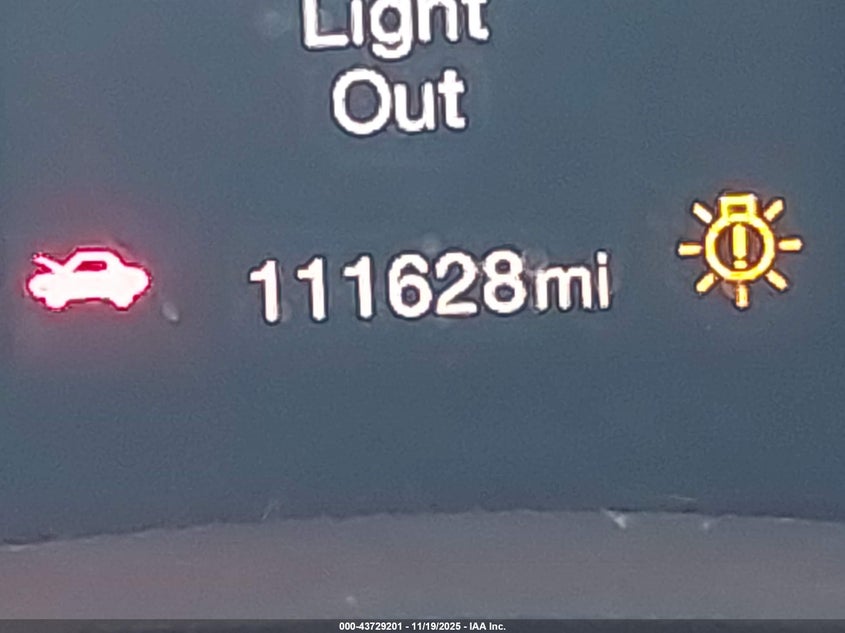 Light
Out
111628mi
000-43729201 - 11/19/2025 - IAA Inc.